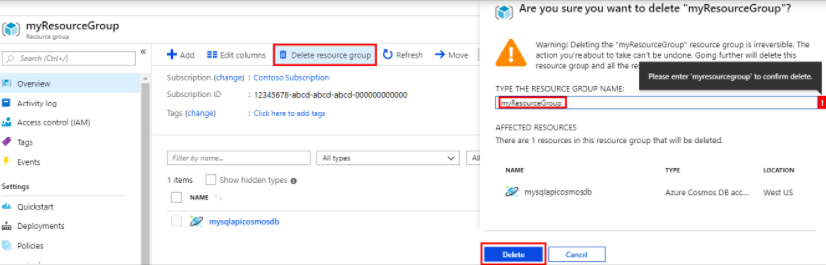 myResourceGroup
Resource group
Search (Ctrl+/)
«
Overview
Activity log
Access control (IAM)
Tags
Events
Settings
Quickstart
Deployments
Policies
Add
Edit columns
Delete resource group
Refresh
Move
Subscription (change) : Contoso Subscription
Subscription ID : 12345678-abcd-abcd-abcd-000000000000
Tags (change) : Click here to add tags
Filter by name...
All types
All
1 items
Show hidden types
NAME
mysqlapicosmosdb
Are you sure you want to delete "myResourceGroup"?
Warning! Deleting the "myResourceGroup" resource group is irreversible. The
action you're about to take can't be undone. Going further will delete this
resource group and all the
Please enter 'myresourcegroup' to confirm delete.
TYPE THE RESOURCE GROUP NAME:
myResourceGroup
!
AFFECTED RESOURCES
There are 1 resources in this resource group that will be deleted.
NAME TYPE LOCATION
mysqlapicosmosdb Azure Cosmos DB acc... West US
Delete
Cancel